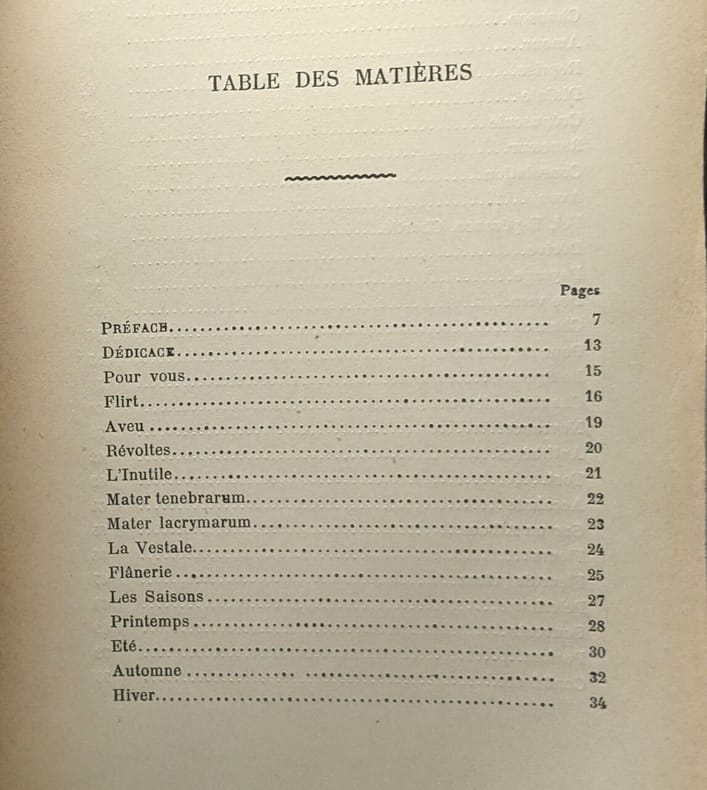 TABLE DES MATIÈRES
Pages
PRÉFACE........................................ 7
DÉDICACE....................................... 13
Pour vous...................................... 15
Flirt.......................................... 16
Aveu .......................................... 19
Révoltes....................................... 20
L'Inutile...................................... 21
Mater tenebrarum............................... 22
Mater lacrymarum............................... 23
La Vestale..................................... 24
Flânerie ...................................... 25
Les Saisons ................................... 27
Printemps ..................................... 28
Eté............................................ 30
Automne ....................................... 32
Hiver.......................................... 34